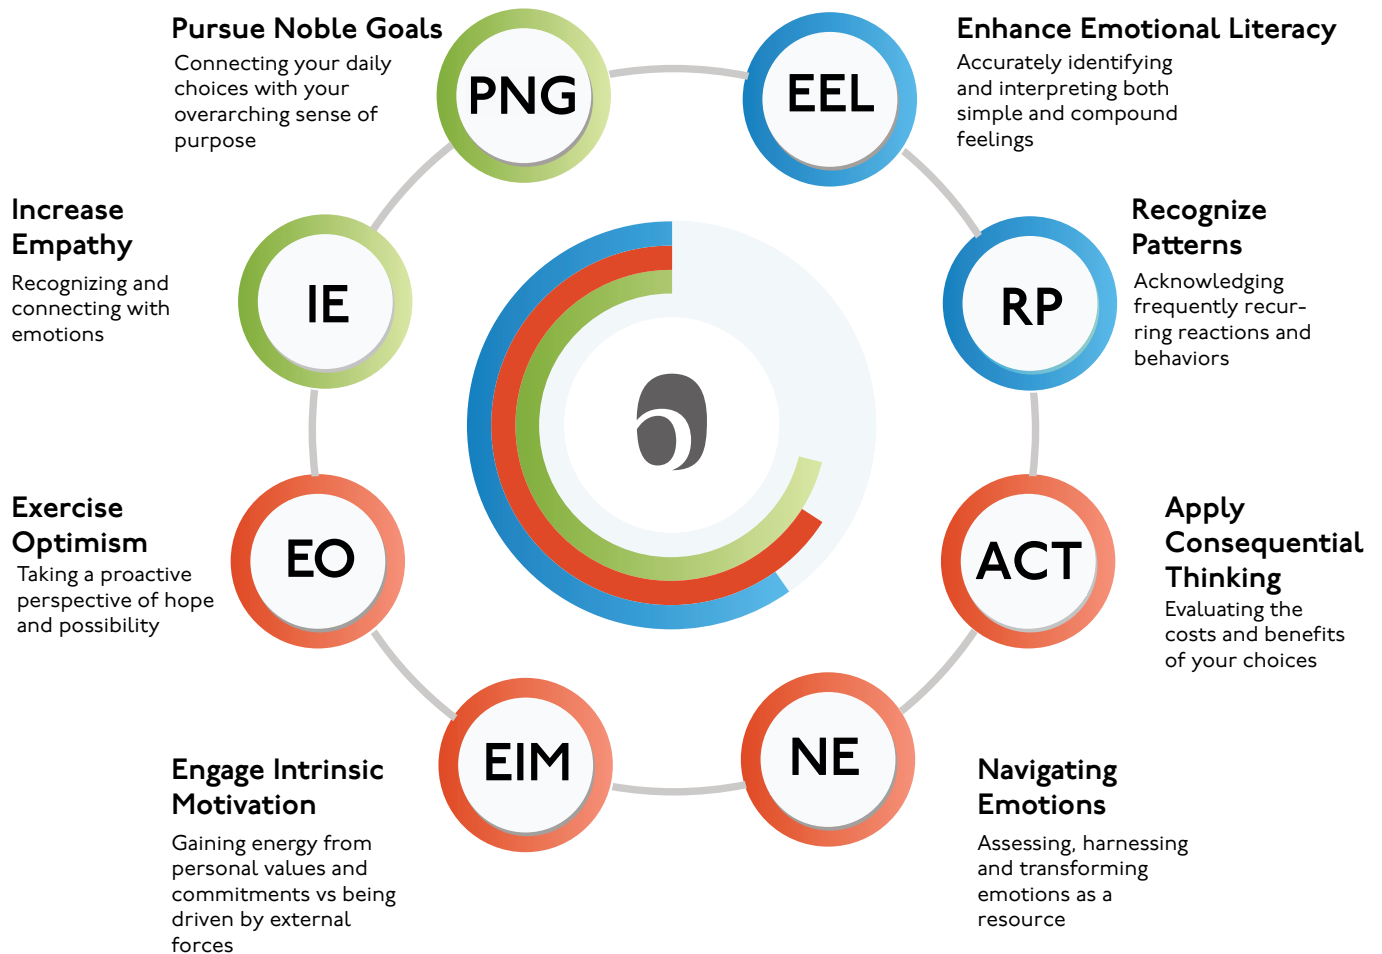 Pursue Noble Goals
Connecting your daily
choices with your
overarching sense of
purpose
PNG
EEL
Enhance Emotional Literacy
Accurately identifying
and interpreting both
simple and compound
feelings
Increase
Empathy
Recognizing and
connecting with
emotions
IE
RP
Recognize
Patterns
Acknowledging
frequently recur-
ring reactions and
behaviors
6
Exercise
Optimism
Taking a proactive
perspective of hope
and possibility
EO
ACT
Apply
Consequential
Thinking
Evaluating the
costs and benefits
of your choices
Engage Intrinsic
Motivation
Gaining energy from
personal values and
commitments vs being
driven by external
forces
EIM
NE
Navigating
Emotions
Assessing, harnessing
and transforming
emotions as a
resource